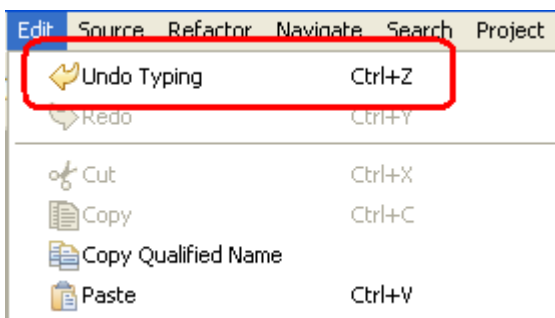 Edit Source Refactor Navigate Search Project
Undo Typing Ctrl+Z
Redo Ctrl+Y
Cut Ctrl+X
Copy Ctrl+C
Copy Qualified Name
Paste Ctrl+V